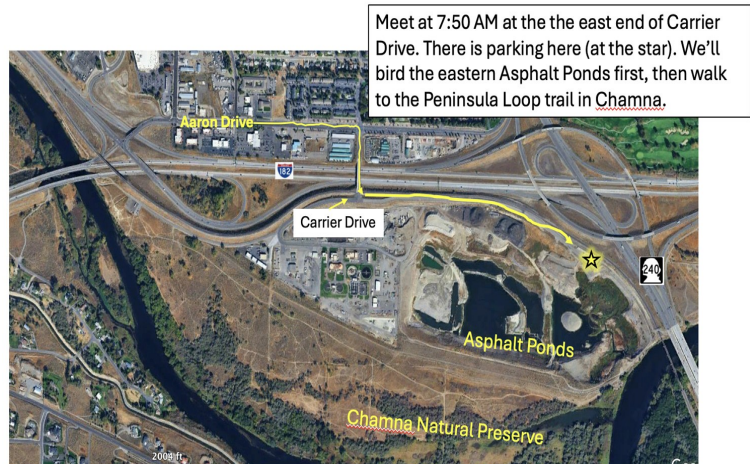 Meet at 7:50 AM at the the east end of Carrier
Drive. There is parking here (at the star). We’ll
bird the eastern Asphalt Ponds first, then walk
to the Peninsula Loop trail in Chamna.
Aaron Drive
182
Carrier Drive
240
Asphalt Ponds
Chamna Natural Preserve
2004 ft